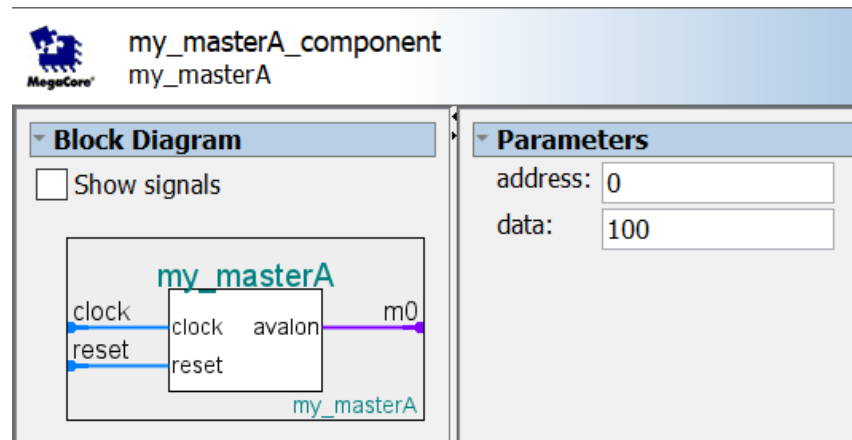 my_masterA_component
my_masterA
MegaCore®
Block Diagram
Show signals
my_masterA
clock
clock
avalon
m0
reset
reset
my_masterA
Parameters
address: 0
data: 100